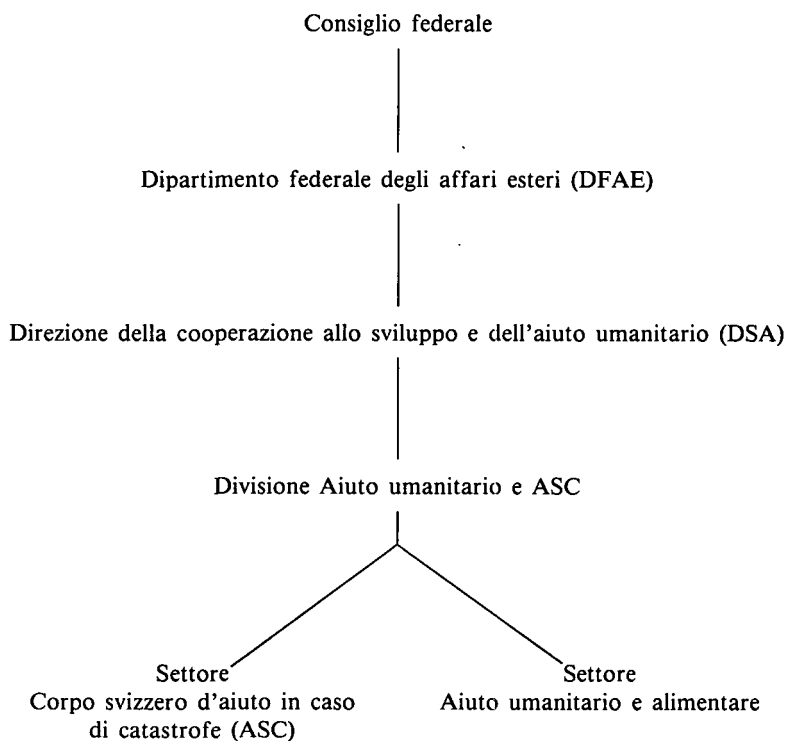 Consiglio federale
Dipartimento federale degli affari esteri (DFAE)
Direzione della cooperazione allo sviluppo e dell'aiuto umanitario (DSA)
Divisione Aiuto umanitario e ASC
Settore
Corpo svizzero d'aiuto in caso
di catastrofe (ASC)
Settore
Aiuto umanitario e alimentare